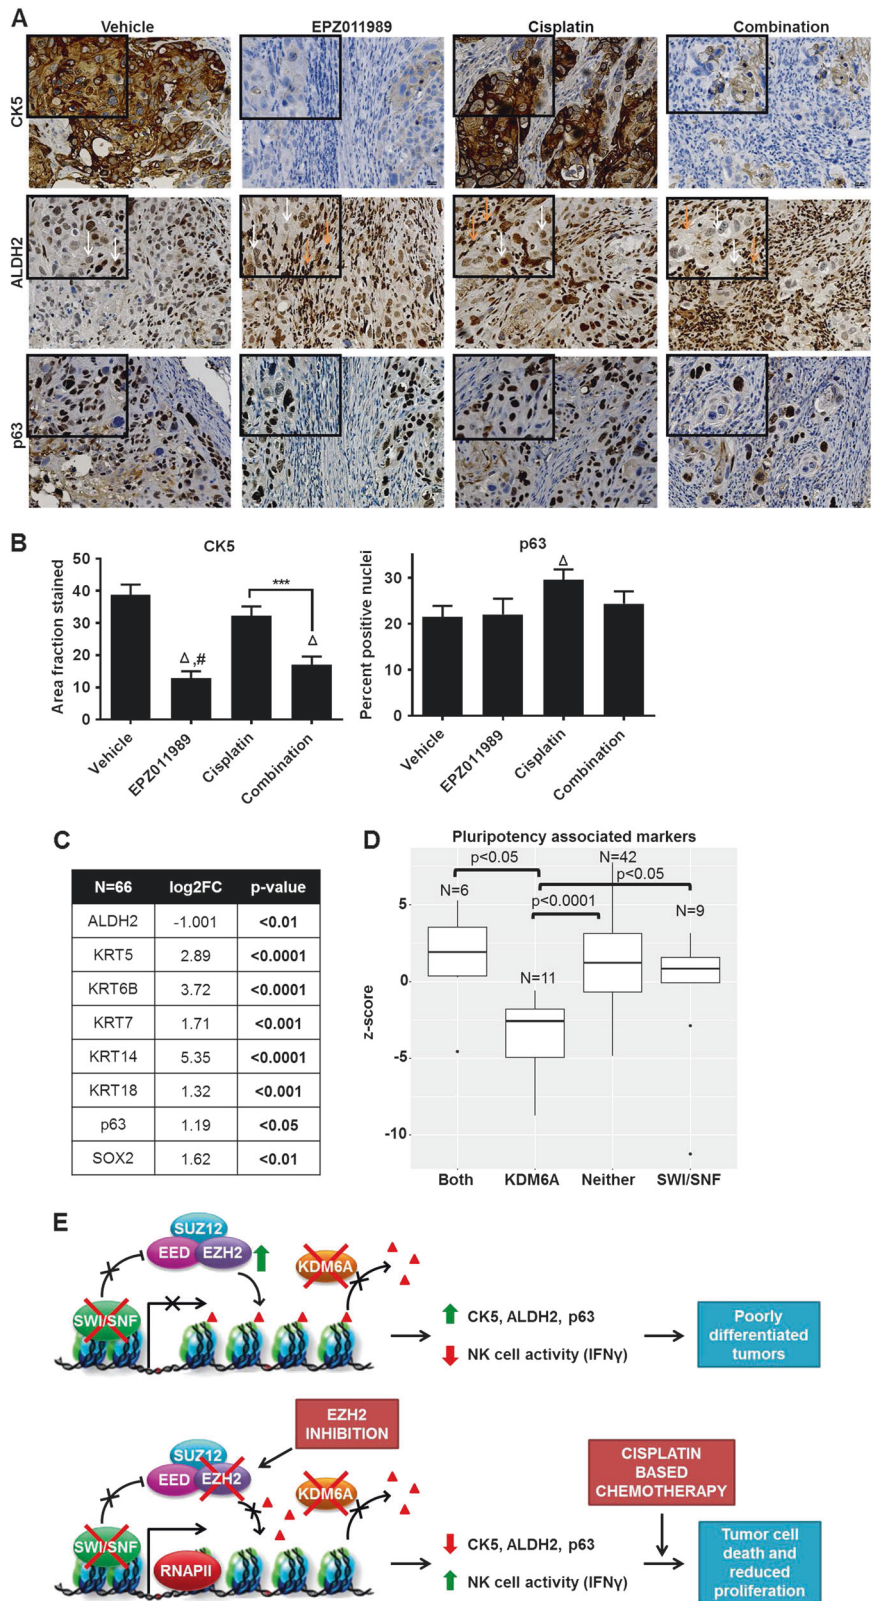 A
Vehicle
EPZ011989
Cisplatin
Combination
CK5
ALDH2
p63
B
CK5
Area fraction stained
50
40
30
20
10
0
Δ,#
***
Δ
Vehicle
EPZ011989
Cisplatin
Combination
p63
Percent positive nuclei
30
20
10
0
Δ
Vehicle
EPZ011989
Cisplatin
Combination
C
N=66 log2FC p-value
ALDH2 -1.001 <0.01
KRT5 2.89 <0.0001
KRT6B 3.72 <0.0001
KRT7 1.71 <0.001
KRT14 5.35 <0.0001
KRT18 1.32 <0.001
p63 1.19 <0.05
SOX2 1.62 <0.01
D
Pluripotency associated markers
z-score
5
0
-5
-10
p<0.05
N=42
p<0.05
N=6
p<0.0001
N=9
N=11
Both
KDM6A
Neither
SWI/SNF
E
SUZ12
EED
EZH2
KDM6A
SWI/SNF
CK5, ALDH2, p63
NK cell activity (IFNγ)
Poorly
differentiated
tumors
EZH2
INHIBITION
SUZ12
EED
EZH2
KDM6A
SWI/SNF
RNAPII
CK5, ALDH2, p63
NK cell activity (IFNγ)
CISPLATIN
BASED
CHEMOTHERAPY
Tumor cell
death and
reduced
proliferation